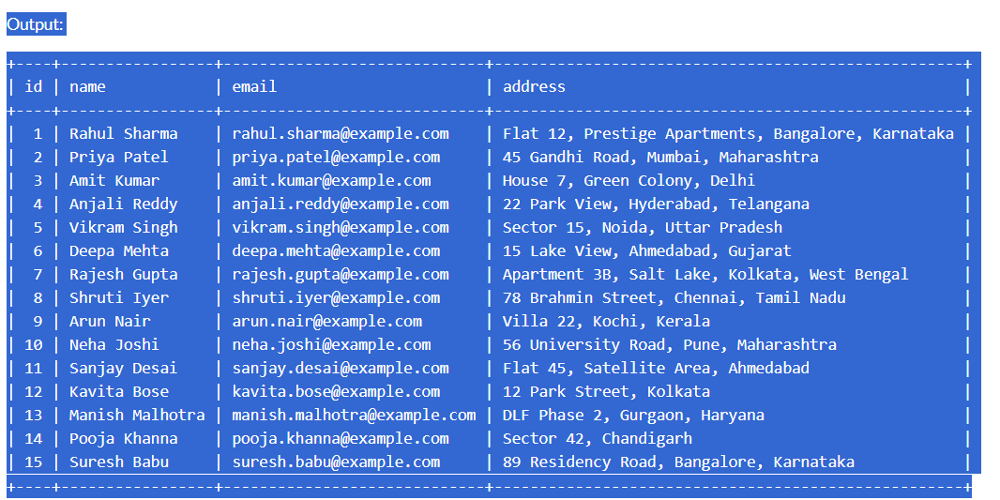 Output:
+----+-----------------+-----------------------------+----------------------------------------------------+
| id | name            | email                       | address                                            |
+----+-----------------+-----------------------------+----------------------------------------------------+
|  1 | Rahul Sharma    | rahul.sharma@example.com    | Flat 12, Prestige Apartments, Bangalore, Karnataka |
|  2 | Priya Patel     | priya.patel@example.com     | 45 Gandhi Road, Mumbai, Maharashtra                |
|  3 | Amit Kumar      | amit.kumar@example.com      | House 7, Green Colony, Delhi                       |
|  4 | Anjali Reddy    | anjali.reddy@example.com    | 22 Park View, Hyderabad, Telangana                 |
|  5 | Vikram Singh    | vikram.singh@example.com    | Sector 15, Noida, Uttar Pradesh                    |
|  6 | Deepa Mehta     | deepa.mehta@example.com     | 15 Lake View, Ahmedabad, Gujarat                   |
|  7 | Rajesh Gupta    | rajesh.gupta@example.com    | Apartment 3B, Salt Lake, Kolkata, West Bengal      |
|  8 | Shruti Iyer     | shruti.iyer@example.com     | 78 Brahmin Street, Chennai, Tamil Nadu             |
|  9 | Arun Nair       | arun.nair@example.com       | Villa 22, Kochi, Kerala                            |
| 10 | Neha Joshi      | neha.joshi@example.com      | 56 University Road, Pune, Maharashtra              |
| 11 | Sanjay Desai    | sanjay.desai@example.com    | Flat 45, Satellite Area, Ahmedabad                 |
| 12 | Kavita Bose     | kavita.bose@example.com     | 12 Park Street, Kolkata                            |
| 13 | Manish Malhotra | manish.malhotra@example.com | DLF Phase 2, Gurgaon, Haryana                      |
| 14 | Pooja Khanna    | pooja.khanna@example.com    | Sector 42, Chandigarh                              |
| 15 | Suresh Babu     | suresh.babu@example.com     | 89 Residency Road, Bangalore, Karnataka            |
+----+-----------------+-----------------------------+----------------------------------------------------+